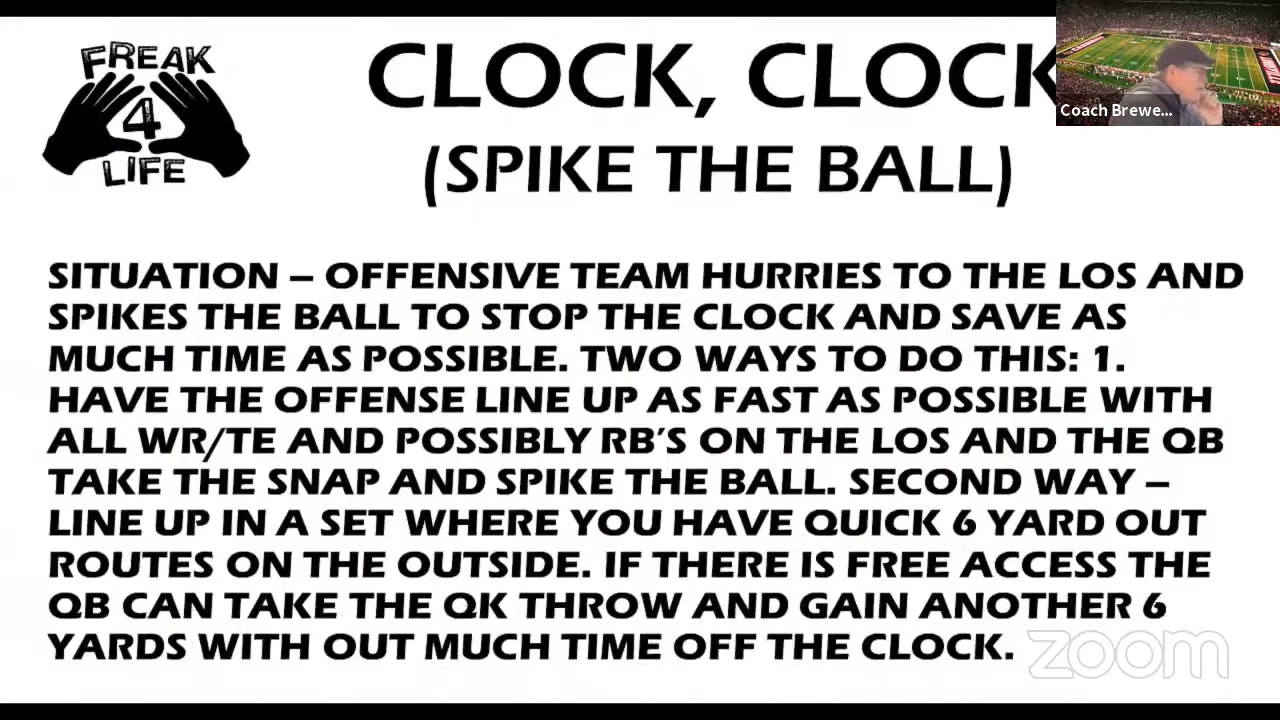 FREAK
4
LIFE
CLOCK, CLOCK
(SPIKE THE BALL)
Coach Brewe...
SITUATION – OFFENSIVE TEAM HURRIES TO THE LOS AND
SPIKES THE BALL TO STOP THE CLOCK AND SAVE AS
MUCH TIME AS POSSIBLE. TWO WAYS TO DO THIS: 1.
HAVE THE OFFENSE LINE UP AS FAST AS POSSIBLE WITH
ALL WR/TE AND POSSIBLY RB'S ON THE LOS AND THE QB
TAKE THE SNAP AND SPIKE THE BALL. SECOND WAY –
LINE UP IN A SET WHERE YOU HAVE QUICK 6 YARD OUT
ROUTES ON THE OUTSIDE. IF THERE IS FREE ACCESS THE
QB CAN TAKE THE QK THROW AND GAIN ANOTHER 6
YARDS WITH OUT MUCH TIME OFF THE CLOCK.
zoom